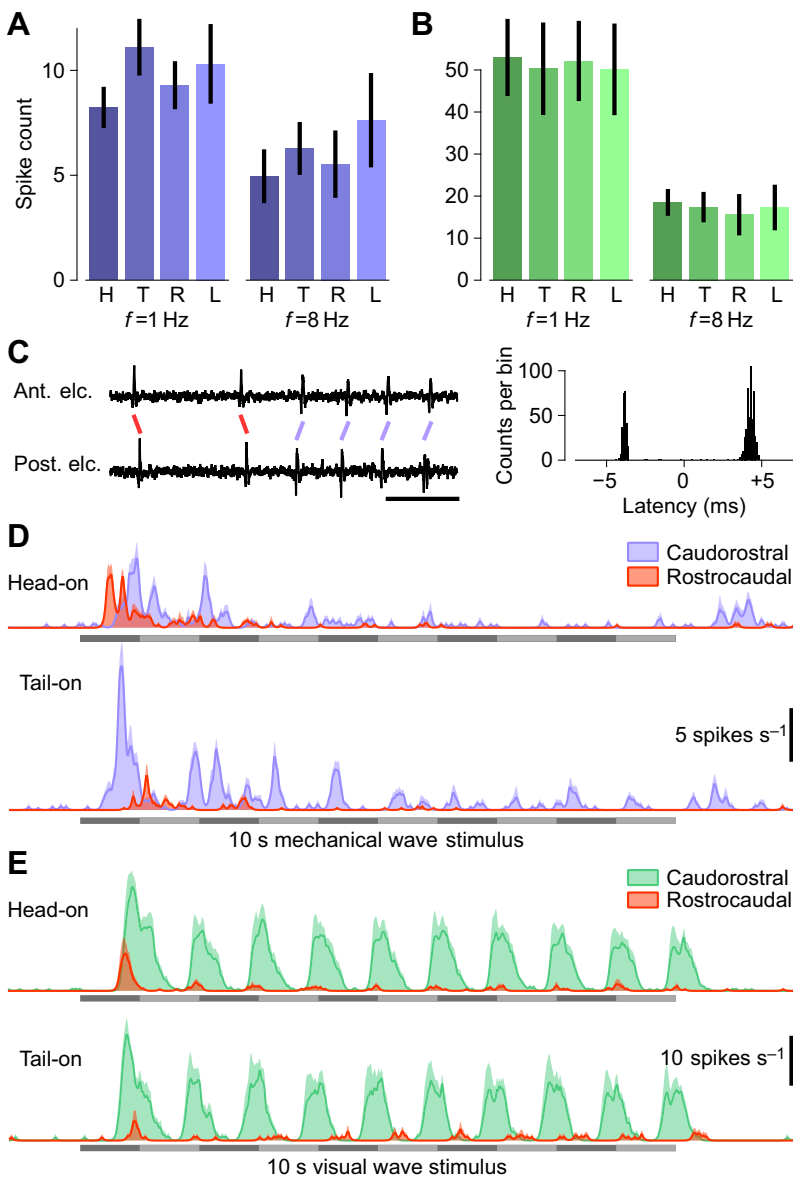 A
B
Spike count
10
5
0
H T R L
f=1 Hz
H T R L
f=8 Hz
50
40
30
20
10
0
H T R L
f=1 Hz
H T R L
f=8 Hz
C
Ant. elc.
Post. elc.
Counts per bin
100
50
0
−5 0 +5
Latency (ms)
D
Head-on
Caudorostral
Rostrocaudal
Tail-on
5 spikes s–1
10 s mechanical wave stimulus
E
Head-on
Caudorostral
Rostrocaudal
Tail-on
10 spikes s–1
10 s visual wave stimulus